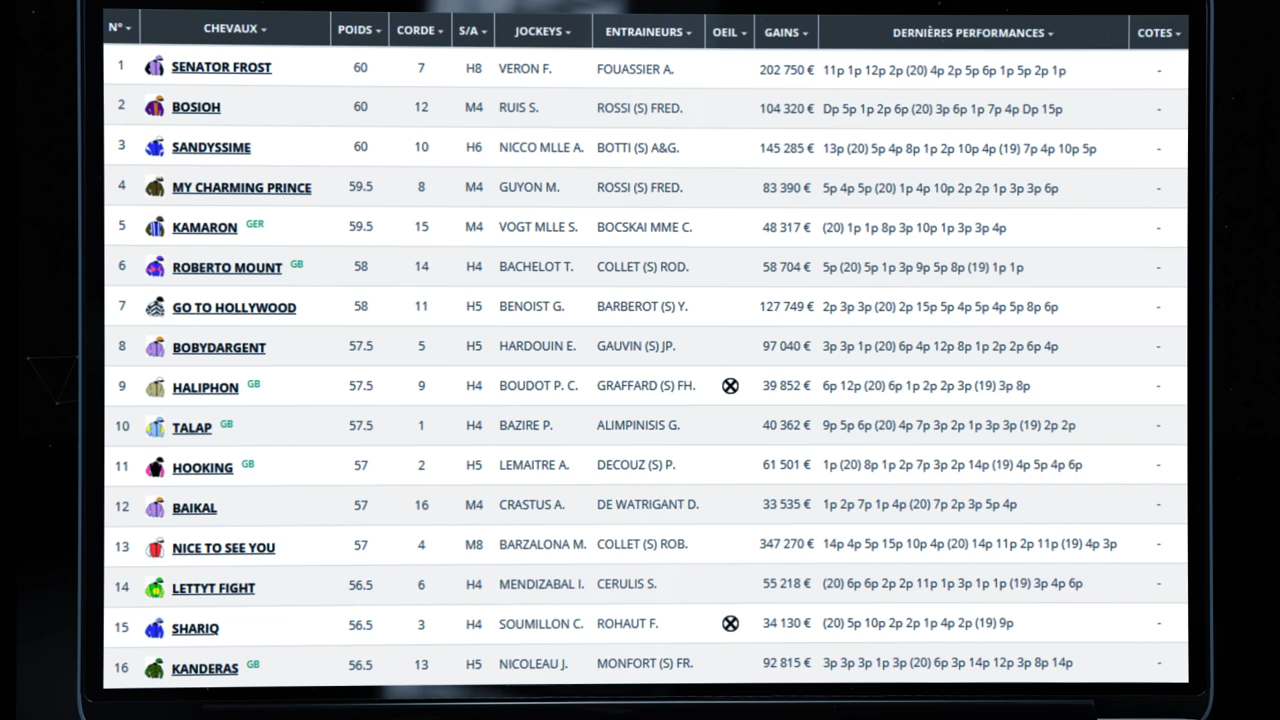 N° CHEVAUX POIDS CORDE S/A JOCKEYS ENTRAINEURS OEIL GAINS DERNIÈRES PERFORMANCES COTES
1 SENATOR FROST 60 7 H8 VERON F. FOUASSIER A. 202 750 € 11p 1p 12p 2p (20) 4p 2p 5p 6p 1p 5p 2p 1p -
2 BOSIOH 60 12 M4 RUIS S. ROSSI (S) FRED. 104 320 € Dp 5p 1p 2p 6p (20) 3p 6p 1p 7p 4p Dp 15p -
3 SANDYSSIME 60 10 H6 NICCO MLLE A. BOTTI (S) A&G. 145 285 € 13p (20) 5p 4p 8p 1p 2p 10p 4p (19) 7p 4p 10p 5p -
4 MY CHARMING PRINCE 59.5 8 M4 GUYON M. ROSSI (S) FRED. 83 390 € 5p 4p 5p (20) 1p 4p 10p 2p 2p 1p 3p 3p 6p -
5 KAMARON GER 59.5 15 M4 VOGT MLLE S. BOCSKAI MME C. 48 317 € (20) 1p 1p 8p 3p 10p 1p 3p 3p 4p -
6 ROBERTO MOUNT GB 58 14 H4 BACHELOT T. COLLET (S) ROD. 58 704 € 5p (20) 5p 1p 3p 9p 5p 8p (19) 1p 1p -
7 GO TO HOLLYWOOD 58 11 H5 BENOIST G. BARBEROT (S) Y. 127 749 € 2p 3p 3p (20) 2p 15p 5p 4p 5p 4p 5p 8p 6p -
8 BOBYDARGENT 57.5 5 H5 HARDOUIN E. GAUVIN (S) JP. 97 040 € 3p 3p 1p (20) 6p 4p 12p 8p 1p 2p 2p 6p 4p -
9 HALIPHON GB 57.5 9 H4 BOUDOT P. C. GRAFFARD (S) FH. 39 852 € 6p 12p (20) 6p 1p 2p 2p 3p (19) 3p 8p -
10 TALAP GB 57.5 1 H4 BAZIRE P. ALIMPINISIS G. 40 362 € 9p 5p 6p (20) 4p 7p 3p 2p 1p 3p 3p (19) 2p 2p -
11 HOOKING GB 57 2 H5 LEMAITRE A. DECOUZ (S) P. 61 501 € 1p (20) 8p 1p 2p 7p 3p 2p 14p (19) 4p 5p 4p 6p -
12 BAIKAL 57 16 M4 CRASTUS A. DE WATRIGANT D. 33 535 € 1p 2p 7p 1p 4p (20) 7p 2p 3p 5p 4p -
13 NICE TO SEE YOU 57 4 M8 BARZALONA M. COLLET (S) ROB. 347 270 € 14p 4p 5p 15p 10p 4p (20) 14p 11p 2p 11p (19) 4p 3p -
14 LETTYT FIGHT 56.5 6 H4 MENDIZABAL I. CERULIS S. 55 218 € (20) 6p 6p 2p 2p 11p 1p 3p 1p 1p (19) 3p 4p 6p -
15 SHARIQ 56.5 3 H4 SOUMILLON C. ROHAUT F. 34 130 € (20) 5p 10p 2p 2p 1p 4p 2p (19) 9p -
16 KANDERAS GB 56.5 13 H5 NICOLEAU J. MONFORT (S) FR. 92 815 € 3p 3p 3p 1p 3p (20) 6p 3p 14p 12p 3p 8p 14p -